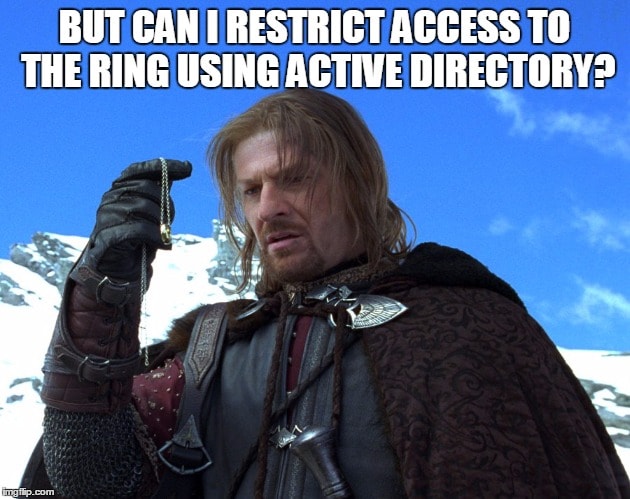 BUT CAN I RESTRICT ACCESS TO
THE RING USING ACTIVE DIRECTORY?
imgflip.com